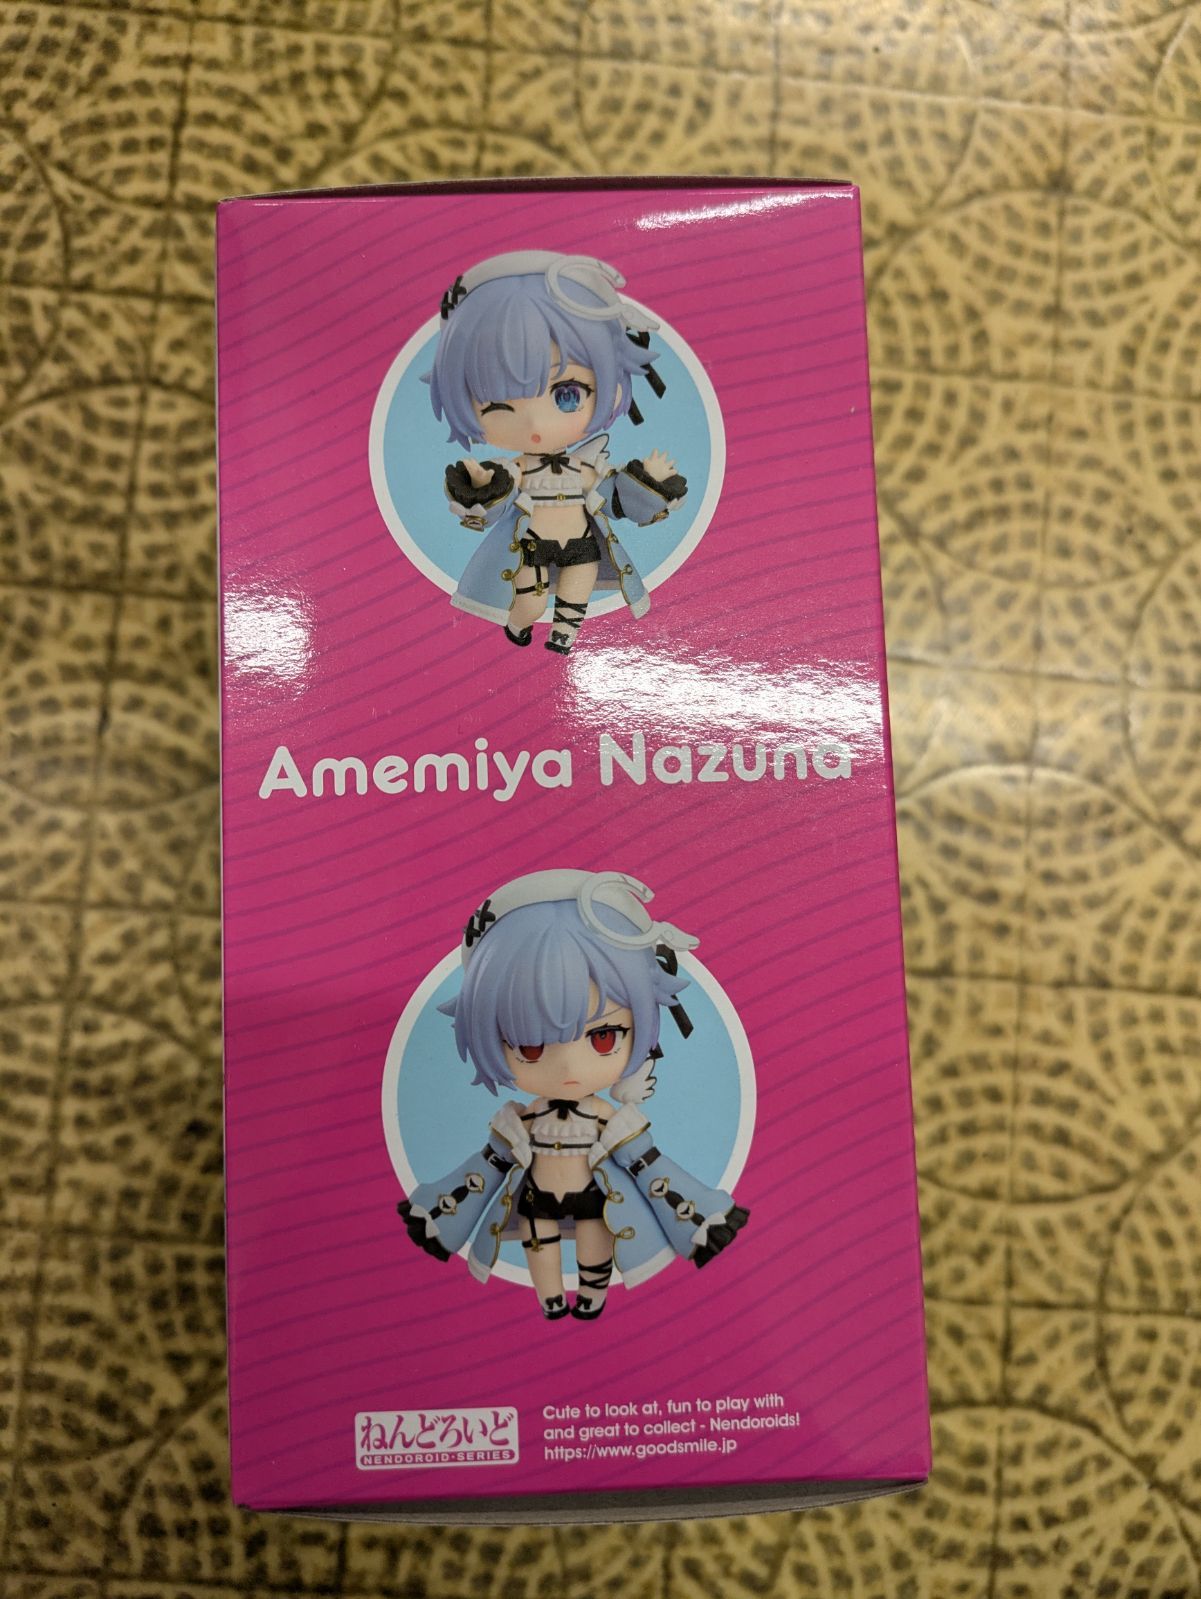 Amemiya Nazuna
ねんどろいど
NENDOROID·SERIES
Cute to look at, fun to play with
and great to collect - Nendoroids!
https://www.goodsmile.jp